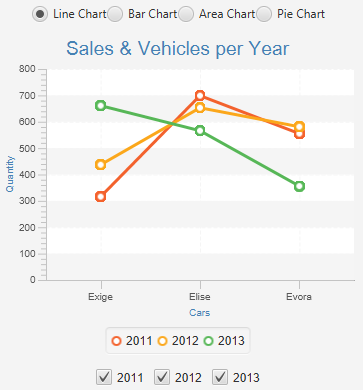 Line Chart Bar Chart Area Chart Pie Chart
Sales & Vehicles per Year
800
700
600
500
400
300
200
100
0
Quantity
Exige Elise Evora
Cars
2011 2012 2013
2011 2012 2013